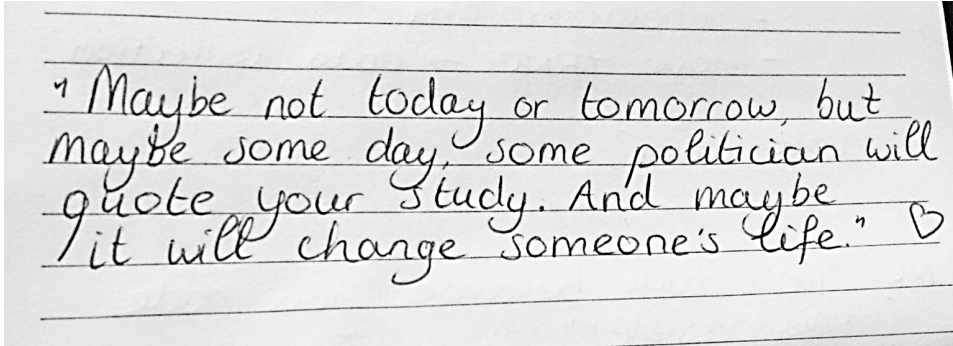 "Maybe not today or tomorrow, but
maybe some day, some politician will
quote your study. And maybe
it will change someone's life." ♡